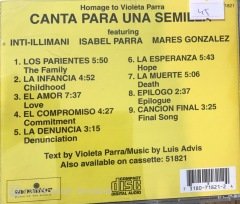 Homage to Violeta Parra
CANTA PARA UNA SEMILLA
featuring
INTI-ILLIMANI ISABEL PARRA MARES GONZALEZ
1 LOS PARIENTES 5:50
The Family
2 LA INFANCIA 4:52
Childhood
3 EL AMOR 7:37
Love
4 EL COMPROMISO 4:27
Commitment
5 LA DENUNCIA 3:15
Denunciation
6 LA ESPERANZA 5:43
Hope
7 LA MUERTE 5:06
Death
8 EPILOGO 2:27
Epilogue
9 CANCION FINAL 3:15
Final Song
Text by Violeta Parra/Music by Luis Advis
Also available on cassette: 51821
COMPACT
disc
DIGITAL AUDIO